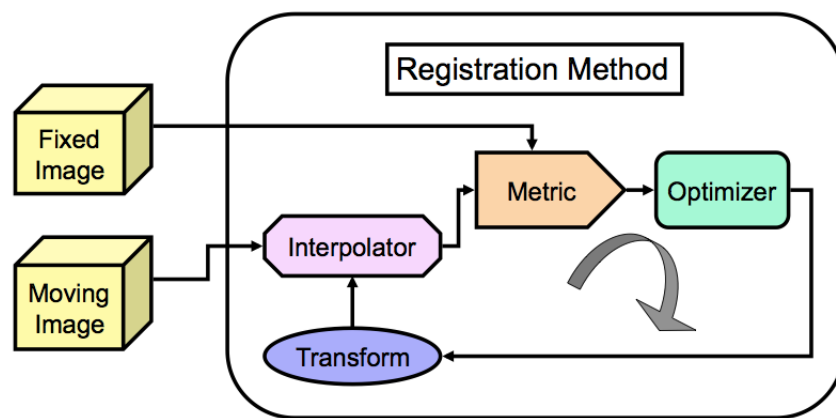 Registration Method
Fixed
Image
Metric
Optimizer
Interpolator
Moving
Image
Transform